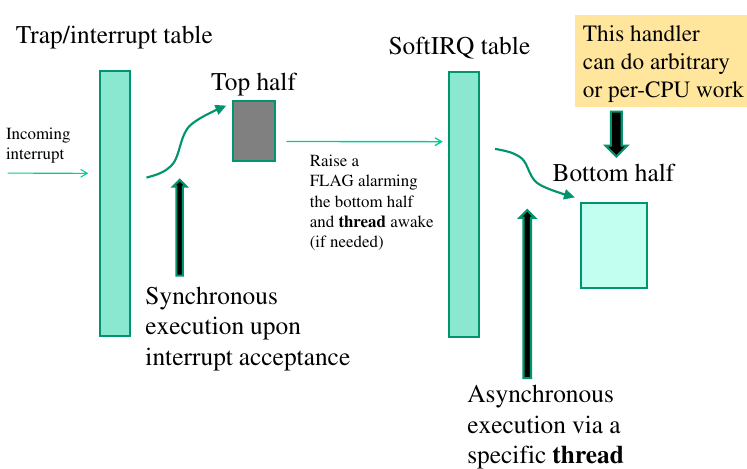 Trap/interrupt table
SoftIRQ table
This handler
can do arbitrary
or per-CPU work
Top half
Incoming
interrupt
Raise a
FLAG alarming
the bottom half
and thread awake
(if needed)
Bottom half
Synchronous
execution upon
interrupt acceptance
Asynchronous
execution via a
specific thread